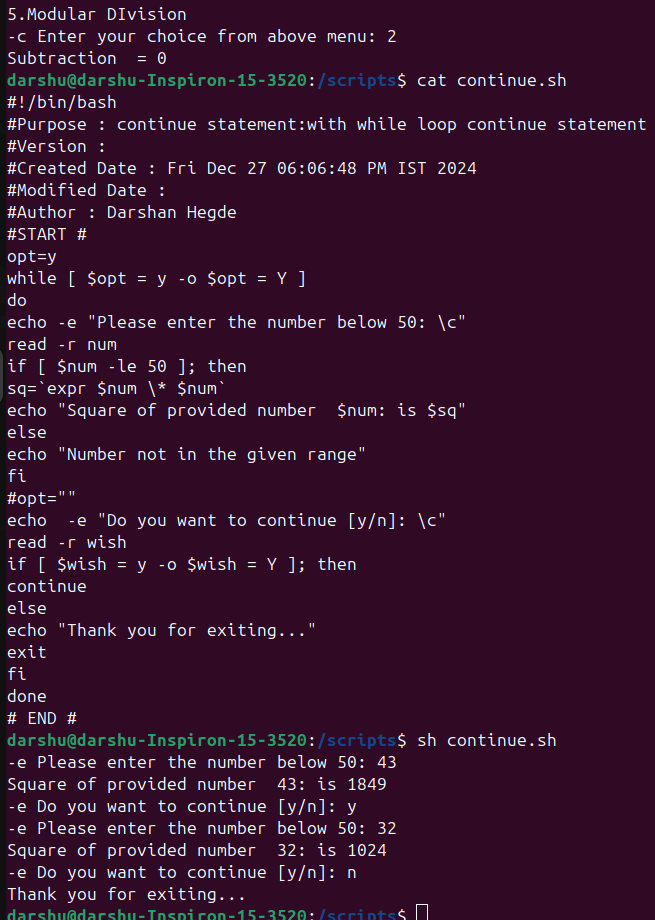 5.Modular DIvision
-c Enter your choice from above menu: 2
Subtraction  = 0
darshu@darshu-Inspiron-15-3520:/scripts$ cat continue.sh
#!/bin/bash
#Purpose : continue statement:with while loop continue statement
#Version :
#Created Date : Fri Dec 27 06:06:48 PM IST 2024
#Modified Date :
#Author : Darshan Hegde
#START #
opt=y
while [ $opt = y -o $opt = Y ]
do
echo -e "Please enter the number below 50: \c"
read -r num
if [ $num -le 50 ]; then
sq=`expr $num \* $num`
echo "Square of provided number  $num: is $sq"
else
echo "Number not in the given range"
fi
#opt=""
echo  -e "Do you want to continue [y/n]: \c"
read -r wish
if [ $wish = y -o $wish = Y ]; then
continue
else
echo "Thank you for exiting..."
exit
fi
done
# END #
darshu@darshu-Inspiron-15-3520:/scripts$ sh continue.sh
-e Please enter the number below 50: 43
Square of provided number  43: is 1849
-e Do you want to continue [y/n]: y
-e Please enter the number below 50: 32
Square of provided number  32: is 1024
-e Do you want to continue [y/n]: n
Thank you for exiting...
darshu@darshu-Inspiron-15-3520:/scripts$